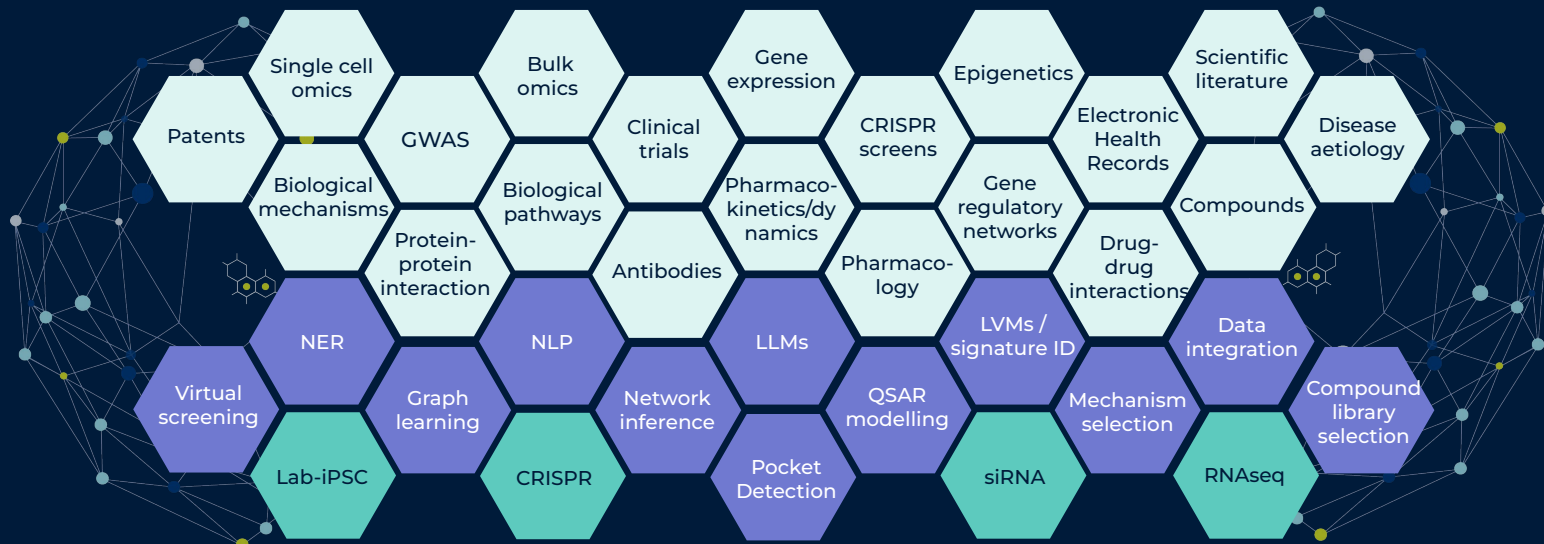 Single cell
omics
Bulk
omics
Gene
expression
Epigenetics
Scientific
literature
Patents
GWAS
Clinical
trials
CRISPR
screens
Electronic
Health
Records
Disease
aetiology
Biological
mechanisms
Biological
pathways
Pharmaco-
kinetics/dy
namics
Gene
regulatory
networks
Compounds
Protein-
protein
interaction
Antibodies
Pharmaco-
logy
Drug-
drug
interactions
NER
NLP
LLMs
LVMs /
signature ID
Data
integration
Virtual
screening
Graph
learning
Network
inference
QSAR
modelling
Mechanism
selection
Compound
library
selection
Lab-iPSC
CRISPR
Pocket
Detection
siRNA
RNAseq